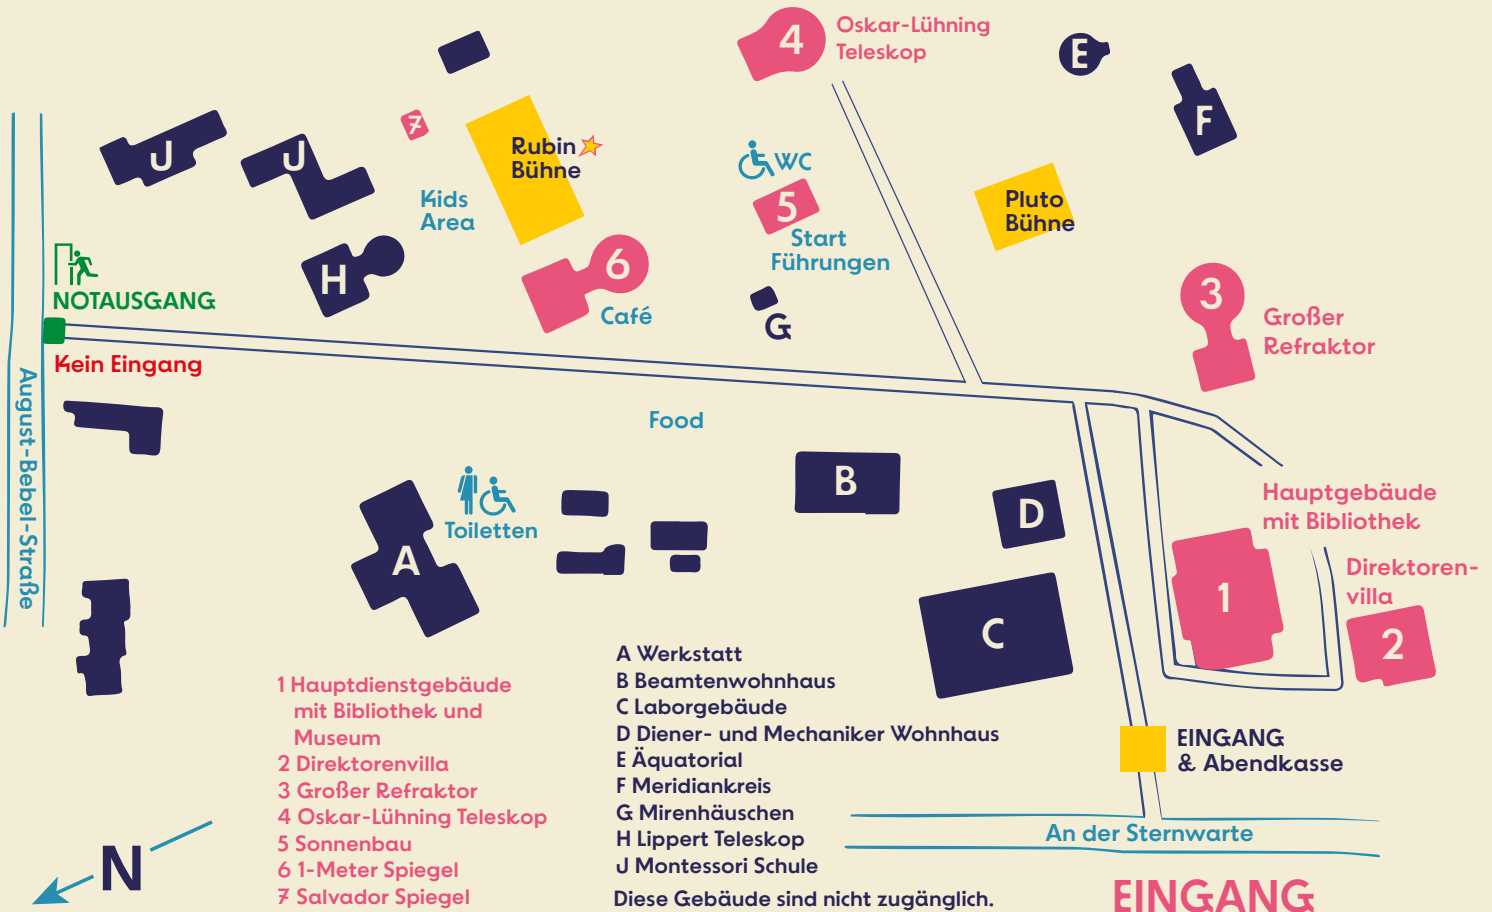 4
Oskar-Lühning
Teleskop
E
F
7
J
J
Rubin
Bühne
WC
Kids
Area
5
Pluto
Bühne
Start
Führungen
H
6
3
NOTAUSGANG
Café
G
Großer
Refraktor
Kein Eingang
August-Bebel-Straße
Food
B
D
Hauptgebäude
mit Bibliothek
Toiletten
A
Direktoren-
villa
1
2
C
1 Hauptdienstgebäude
mit Bibliothek und
Museum
2 Direktorenvilla
3 Großer Refraktor
4 Oskar-Lühning Teleskop
5 Sonnenbau
6 1-Meter Spiegel
7 Salvador Spiegel
A Werkstatt
B Beamtenwohnhaus
C Laborgebäude
D Diener- und Mechaniker Wohnhaus
E Äquatorial
F Meridiankreis
G Mirenhäuschen
H Lippert Teleskop
J Montessori Schule
Diese Gebäude sind nicht zugänglich.
EINGANG
& Abendkasse
An der Sternwarte
N
EINGANG